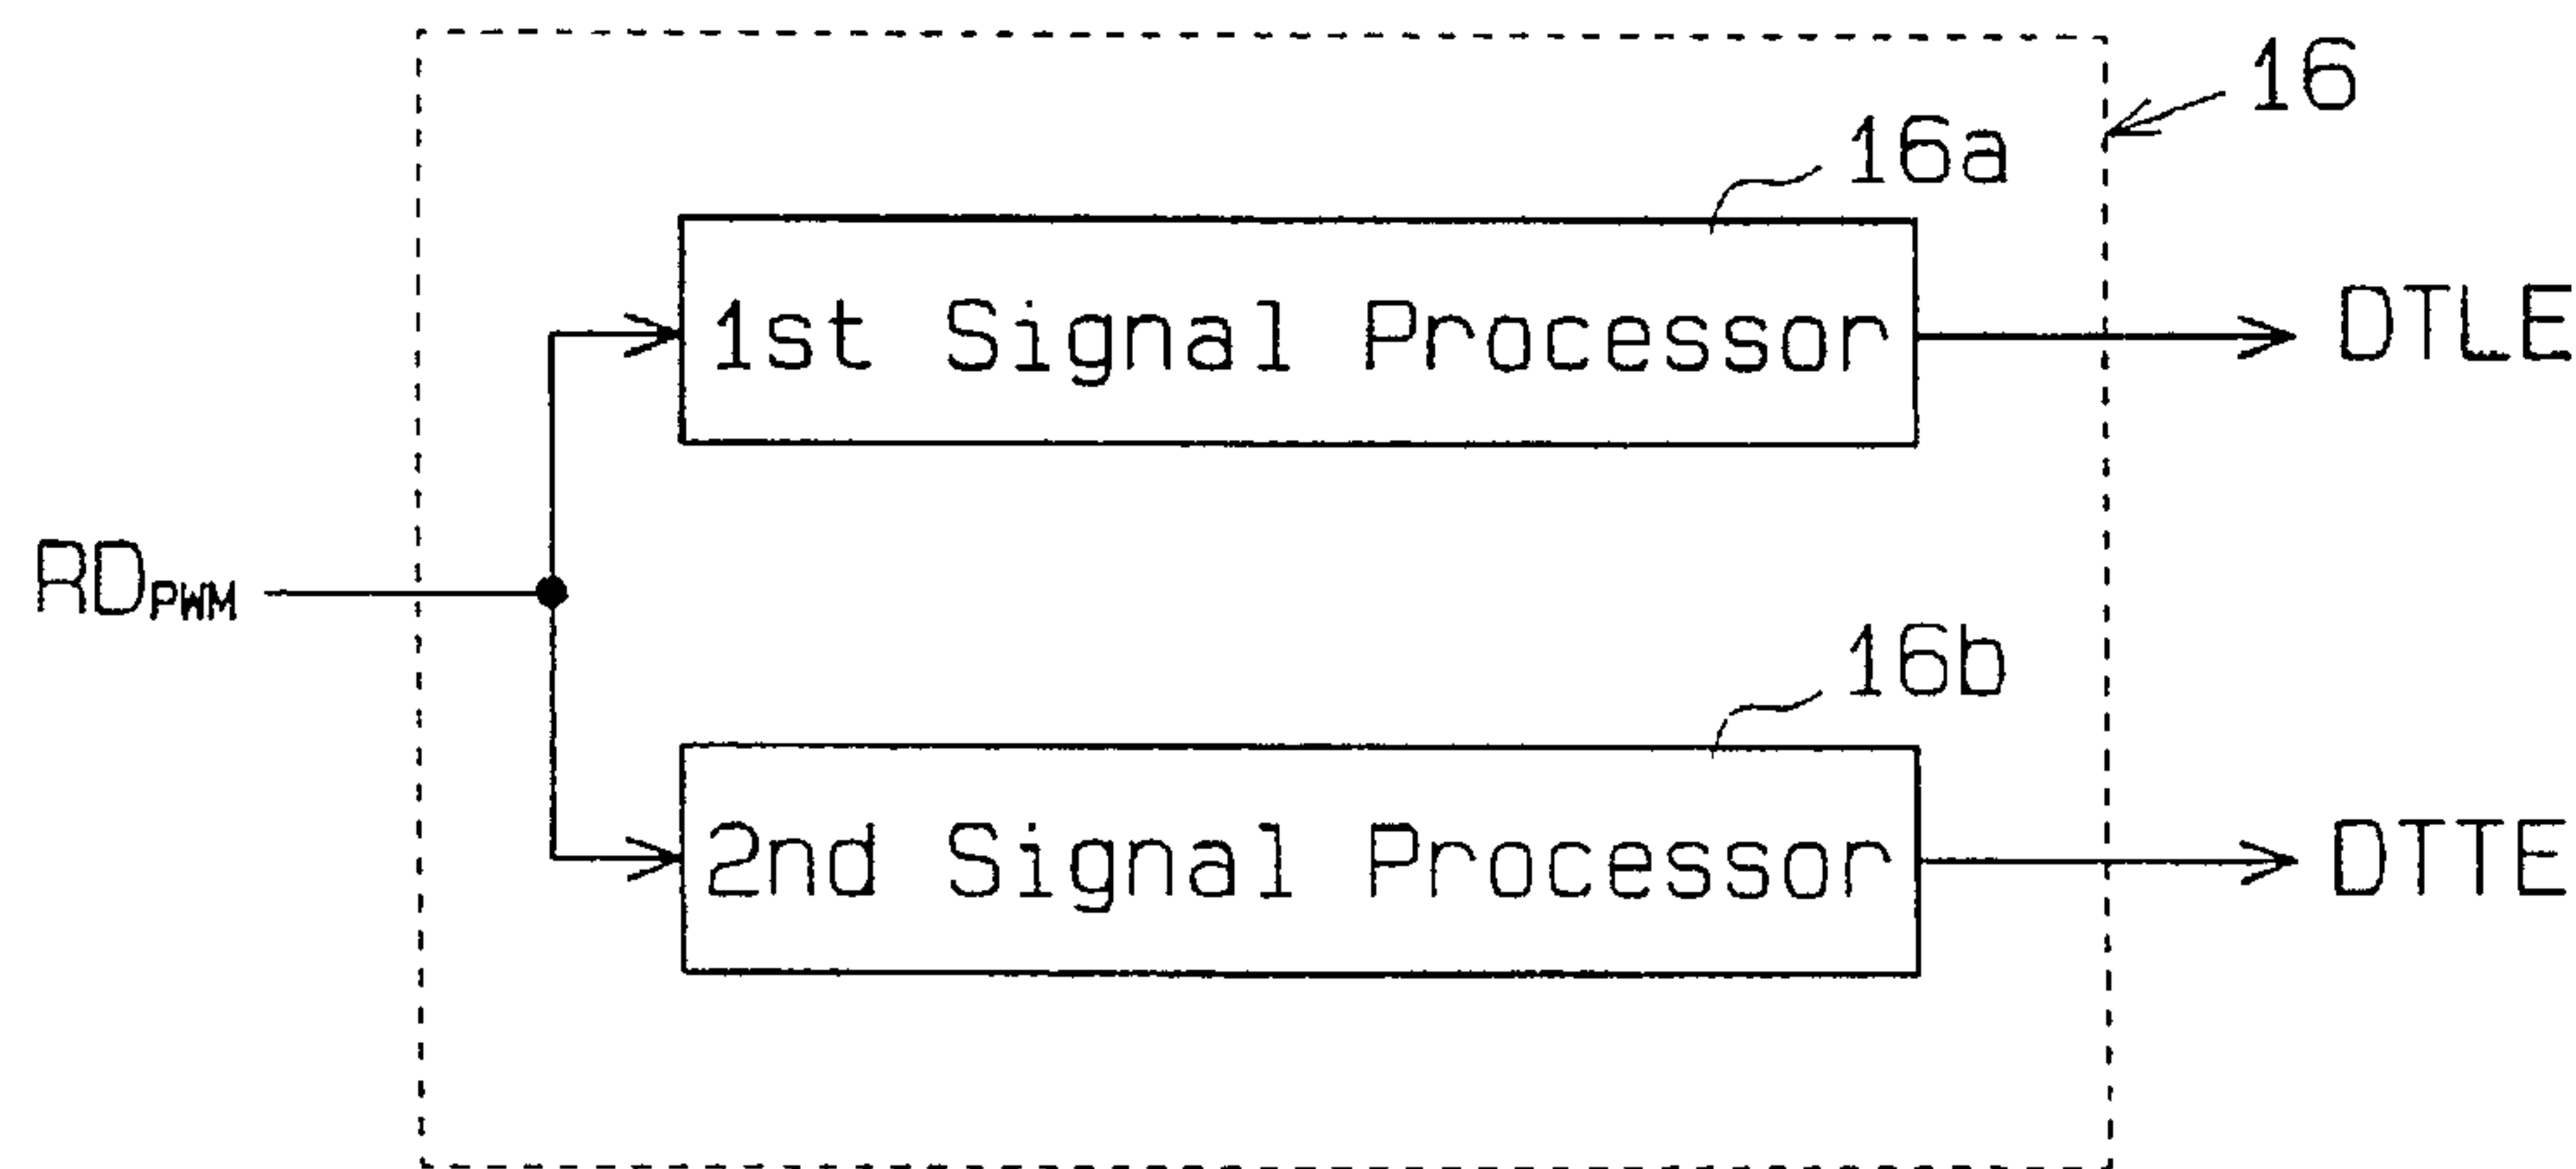 16
16a
1st Signal Processor
DTLE
RDPWM
16b
2nd Signal Processor
DTTE